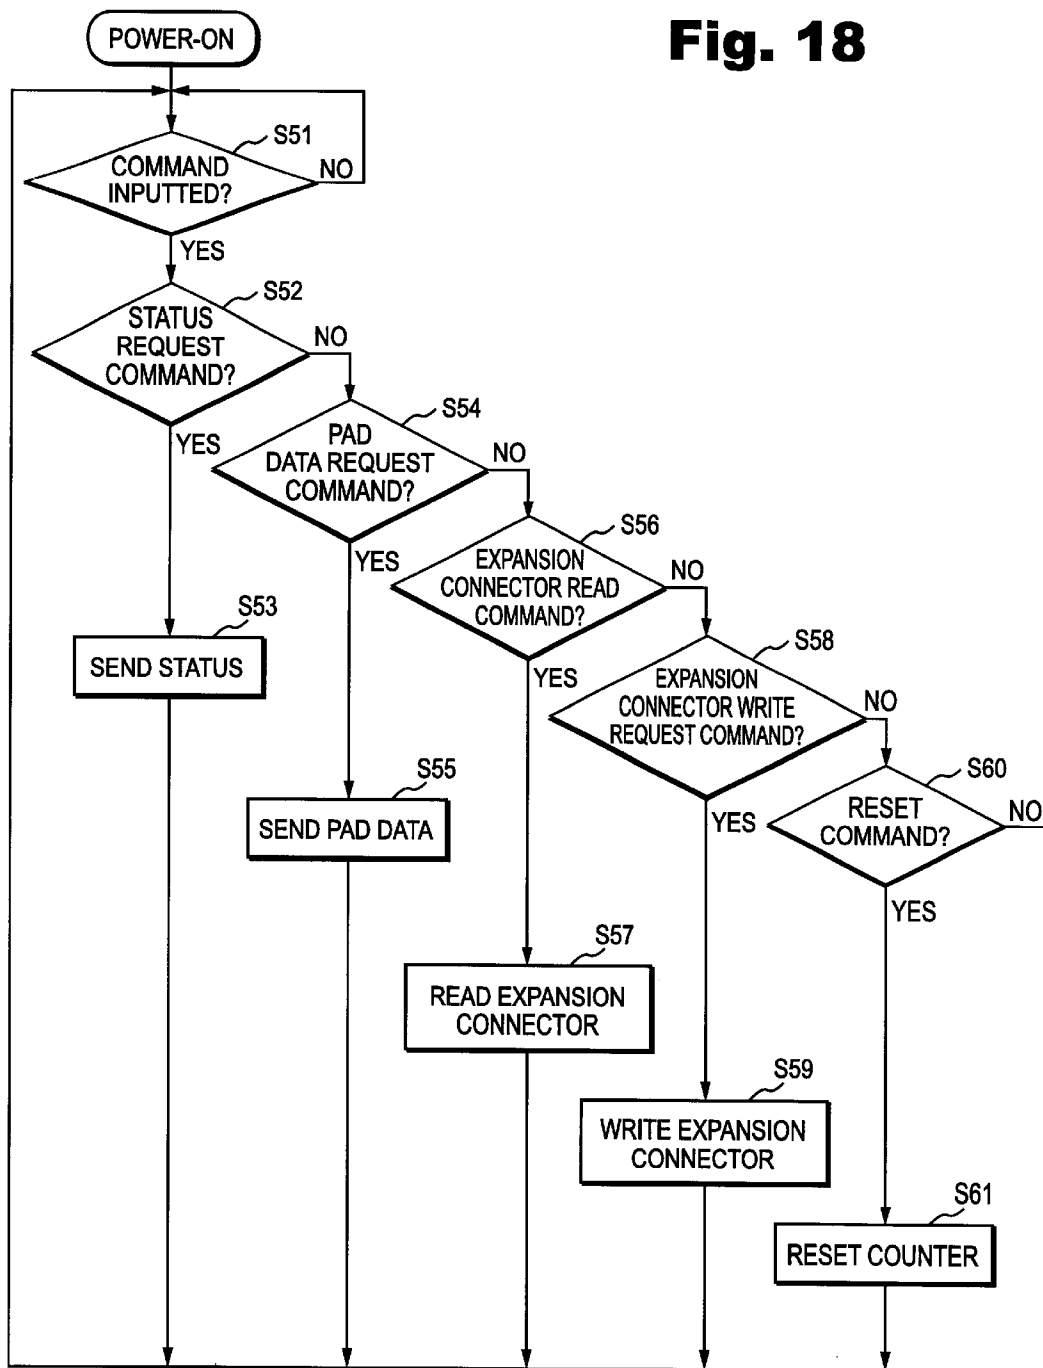 POWER-ON
Fig. 18
S51
COMMAND
INPUTTED?
NO
YES
S52
STATUS
REQUEST
COMMAND?
NO
YES
S54
PAD
DATA REQUEST
COMMAND?
NO
YES
S56
EXPANSION
CONNECTOR READ
COMMAND?
NO
YES
S53
SEND STATUS
S58
EXPANSION
CONNECTOR WRITE
REQUEST COMMAND?
NO
YES
S55
SEND PAD DATA
S60
RESET
COMMAND?
NO
YES
S57
READ EXPANSION
CONNECTOR
S59
WRITE EXPANSION
CONNECTOR
S61
RESET COUNTER